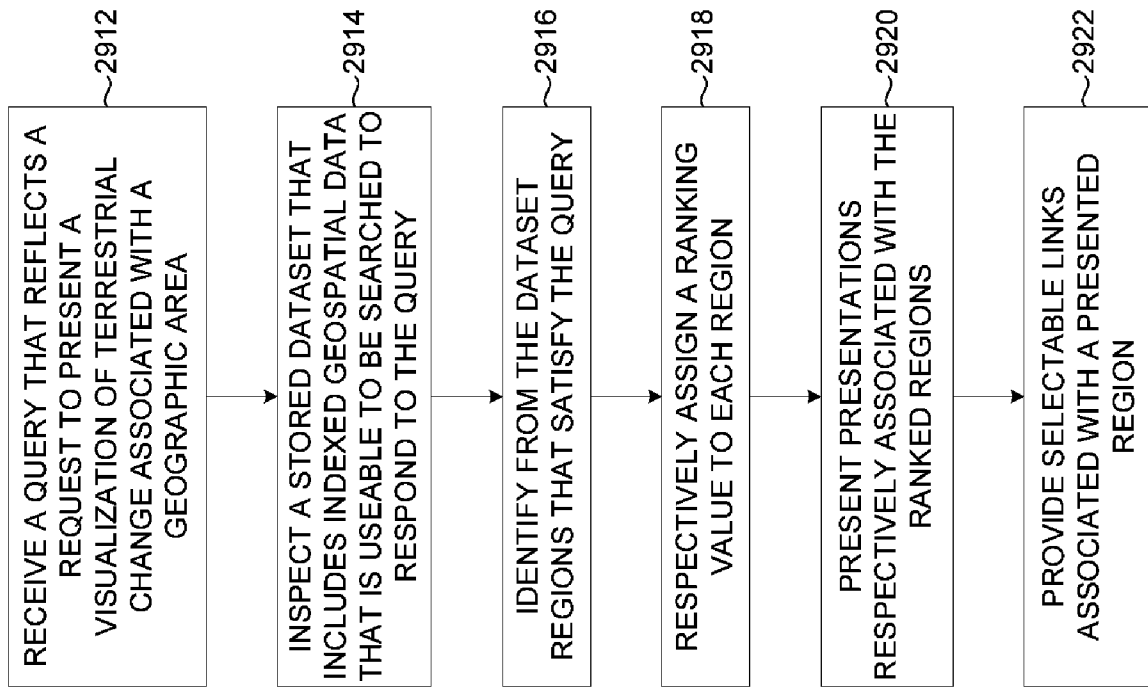 RECEIVE A QUERY THAT REFLECTS A
REQUEST TO PRESENT A
VISUALIZATION OF TERRESTRIAL
CHANGE ASSOCIATED WITH A
GEOGRAPHIC AREA
2912
INSPECT A STORED DATASET THAT
INCLUDES INDEXED GEOSPATIAL DATA
THAT IS USEABLE TO BE SEARCHED TO
RESPOND TO THE QUERY
2914
IDENTIFY FROM THE DATASET
REGIONS THAT SATISFY THE QUERY
2916
RESPECTIVELY ASSIGN A RANKING
VALUE TO EACH REGION
2918
PRESENT PRESENTATIONS
RESPECTIVELY ASSOCIATED WITH THE
RANKED REGIONS
2920
PROVIDE SELECTABLE LINKS
ASSOCIATED WITH A PRESENTED
REGION
2922